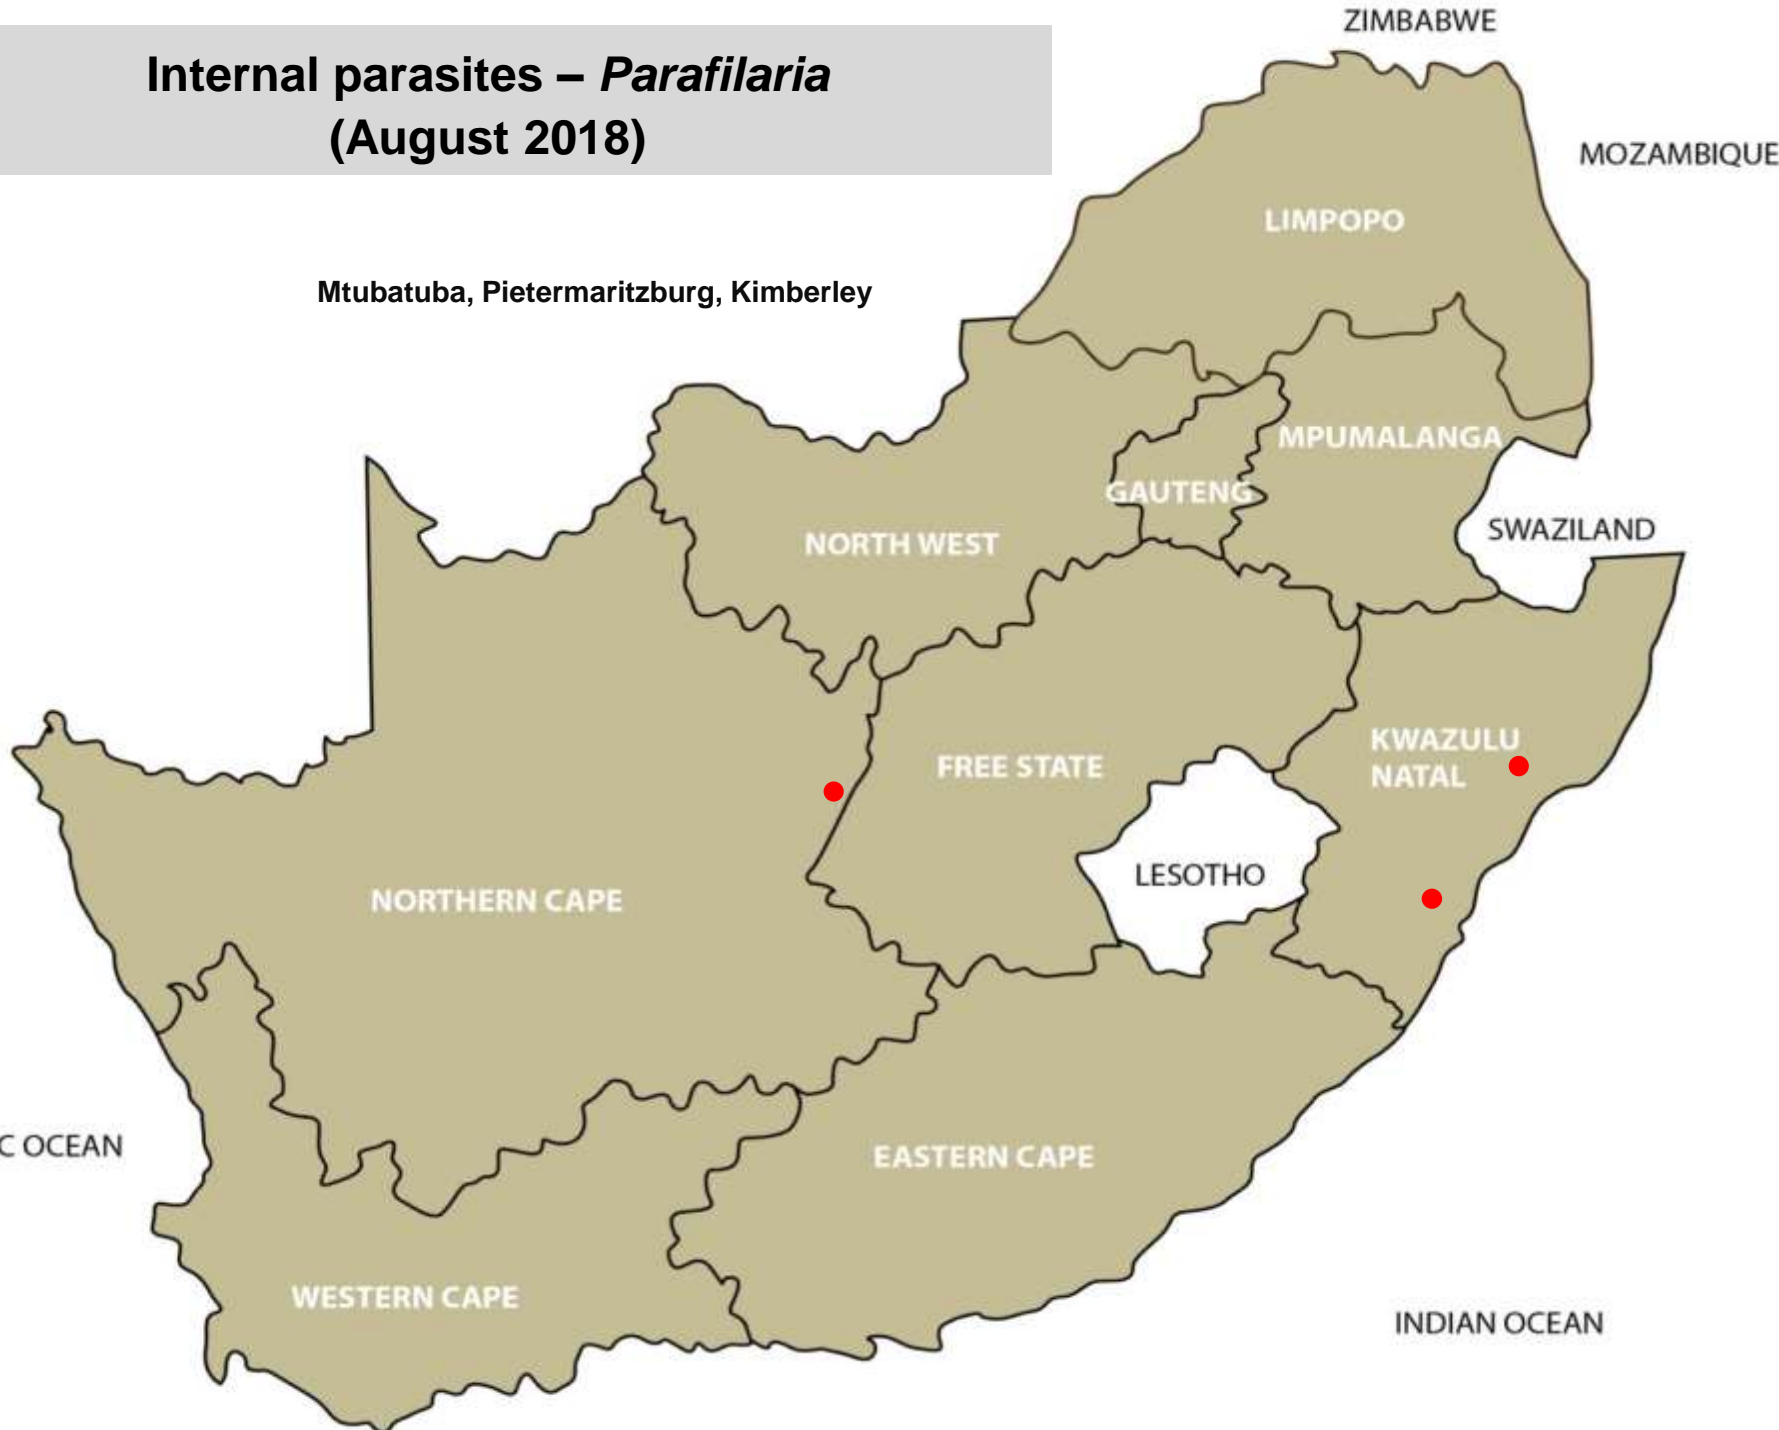 ZIMBABWE
Internal parasites – Parafilaria
(August 2018)
MOZAMBIQUE
LIMPOPO
Mtubatuba, Pietermaritzburg, Kimberley
MPUMALANGA
GAUTENG
SWAZILAND
NORTH WEST
KWAZULU
NATAL
FREE STATE
LESOTHO
NORTHERN CAPE
C OCEAN
EASTERN CAPE
WESTERN CAPE
INDIAN OCEAN